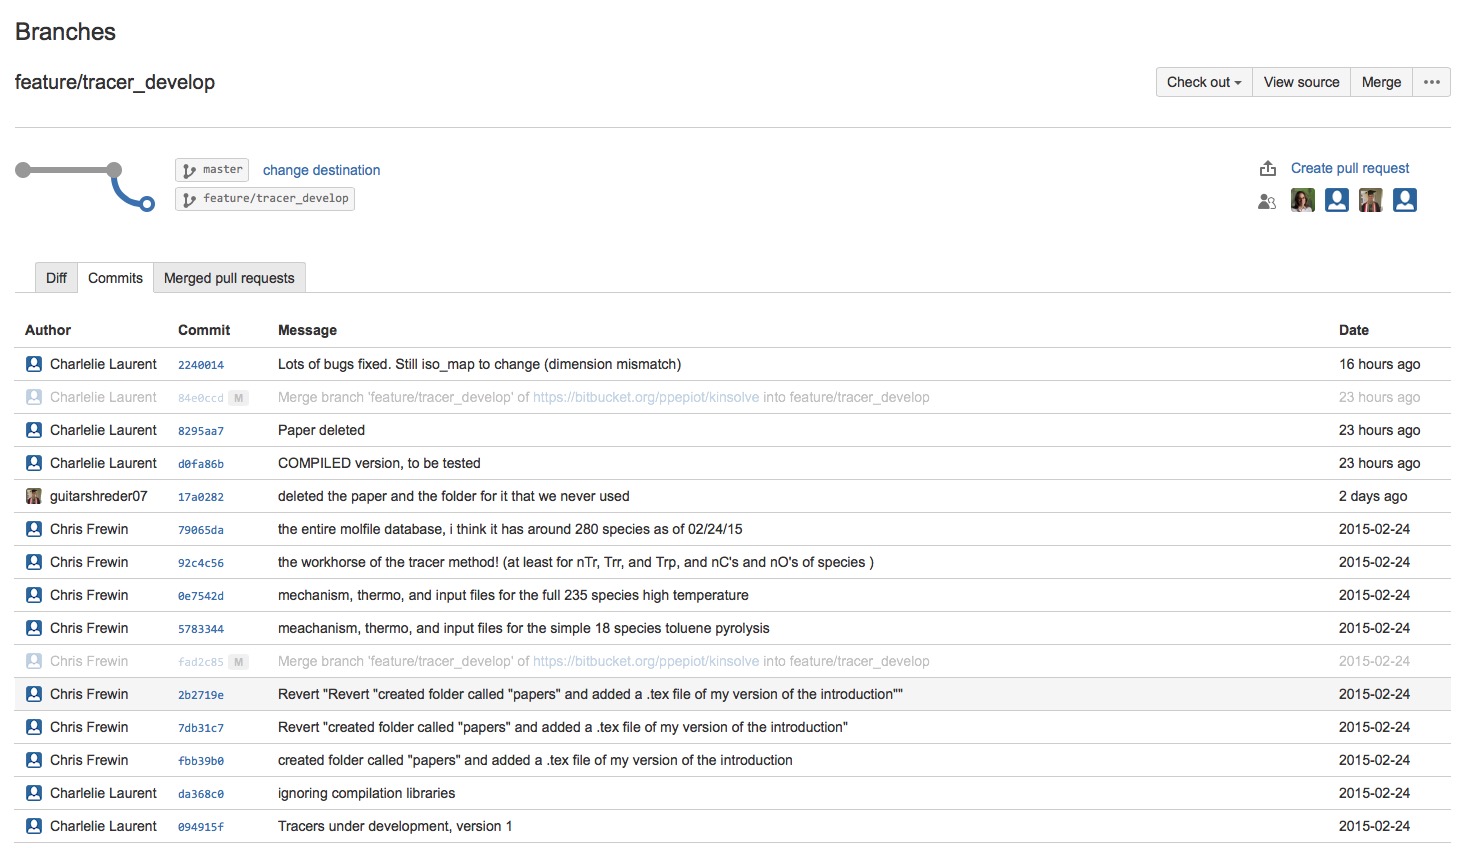 Branches
feature/tracer_develop
Check out View source Merge
master change destination
Create pull request
feature/tracer_develop
Diff Commits Merged pull requests
Author Commit Message Date
Charlelie Laurent 2240014 Lots of bugs fixed. Still iso_map to change (dimension mismatch) 16 hours ago
Charlelie Laurent 84e0ccd M Merge branch 'feature/tracer_develop' of https://bitbucket.org/ppepiot/kinsolve into feature/tracer_develop 23 hours ago
Charlelie Laurent 8295aa7 Paper deleted 23 hours ago
Charlelie Laurent d0fa86b COMPILED version, to be tested 23 hours ago
guitarshreder07 17a0282 deleted the paper and the folder for it that we never used 2 days ago
Chris Frewin 79065da the entire molfile database, i think it has around 280 species as of 02/24/15 2015-02-24
Chris Frewin 92c4c56 the workhorse of the tracer method! (at least for nTr, Trr, and Trp, and nC's and nO's of species ) 2015-02-24
Chris Frewin 0e7542d mechanism, thermo, and input files for the full 235 species high temperature 2015-02-24
Chris Frewin 5783344 meachanism, thermo, and input files for the simple 18 species toluene pyrolysis 2015-02-24
Chris Frewin fad2c85 M Merge branch 'feature/tracer_develop' of https://bitbucket.org/ppepiot/kinsolve into feature/tracer_develop 2015-02-24
Chris Frewin 2b2719e Revert "Revert "created folder called "papers" and added a .tex file of my version of the introduction"" 2015-02-24
Chris Frewin 7db31c7 Revert "created folder called "papers" and added a .tex file of my version of the introduction" 2015-02-24
Chris Frewin fbb39b0 created folder called "papers" and added a .tex file of my version of the introduction 2015-02-24
Charlelie Laurent da368c0 ignoring compilation libraries 2015-02-24
Charlelie Laurent 094915f Tracers under development, version 1 2015-02-24